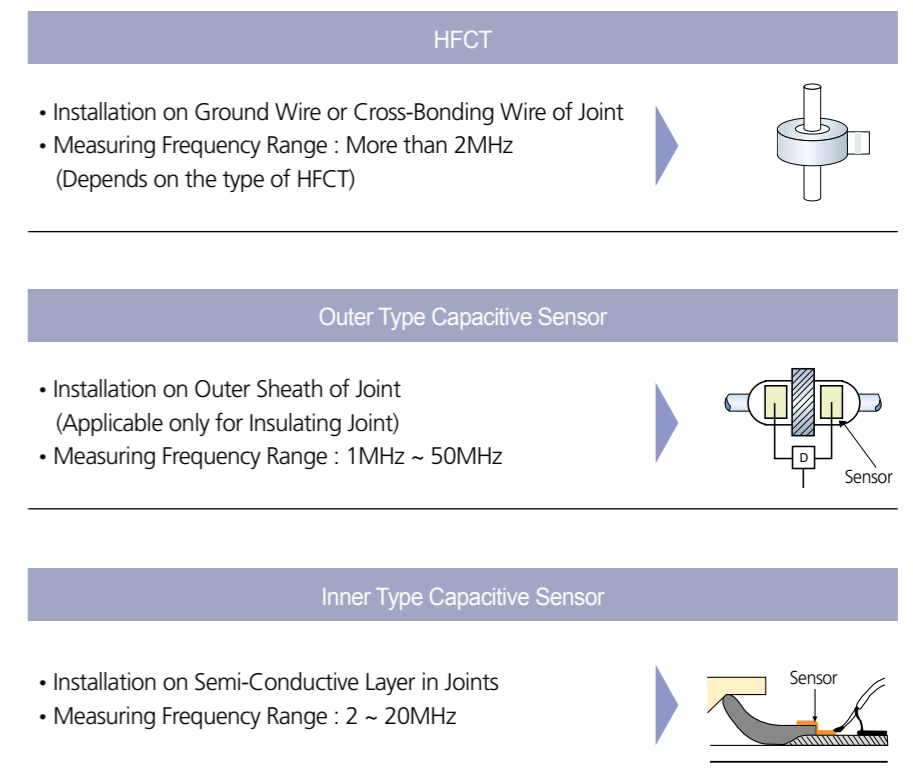 HFCT
• Installation on Ground Wire or Cross-Bonding Wire of Joint
• Measuring Frequency Range : More than 2MHz
(Depends on the type of HFCT)
Outer Type Capacitive Sensor
• Installation on Outer Sheath of Joint
(Applicable only for Insulating Joint)
• Measuring Frequency Range : 1MHz ~ 50MHz
D
Sensor
Inner Type Capacitive Sensor
• Installation on Semi-Conductive Layer in Joints
• Measuring Frequency Range : 2 ~ 20MHz
Sensor